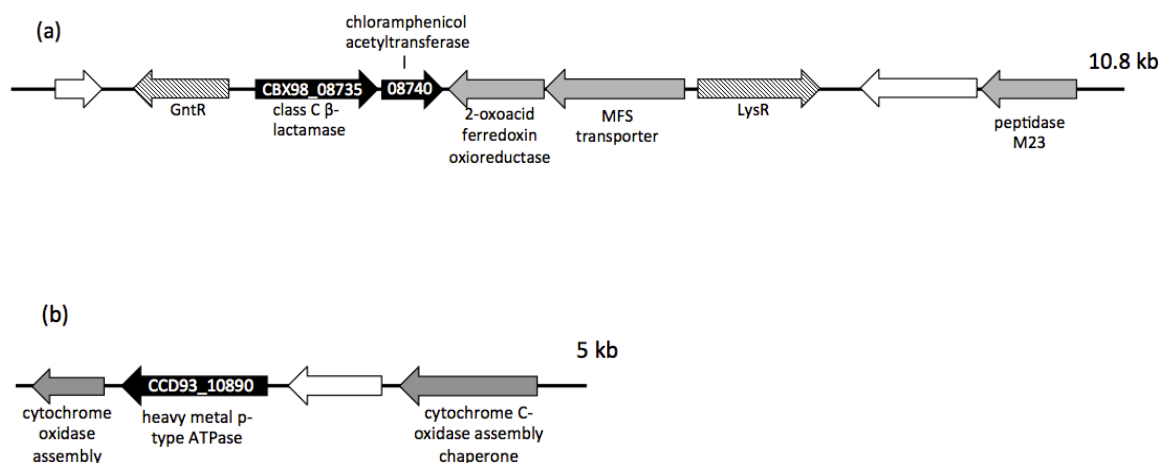 (a)
chloramphenicol
acetyltransferase
10.8 kb
CBX98_08735
08740
GntR
class C β-
lactamase
2-oxoacid
ferredoxin
oxioreductase
MFS
transporter
LysR
peptidase
M23
(b)
5 kb
CCD93_10890
cytochrome
oxidase
assembly
heavy metal p-
type ATPase
cytochrome C-
oxidase assembly
chaperone